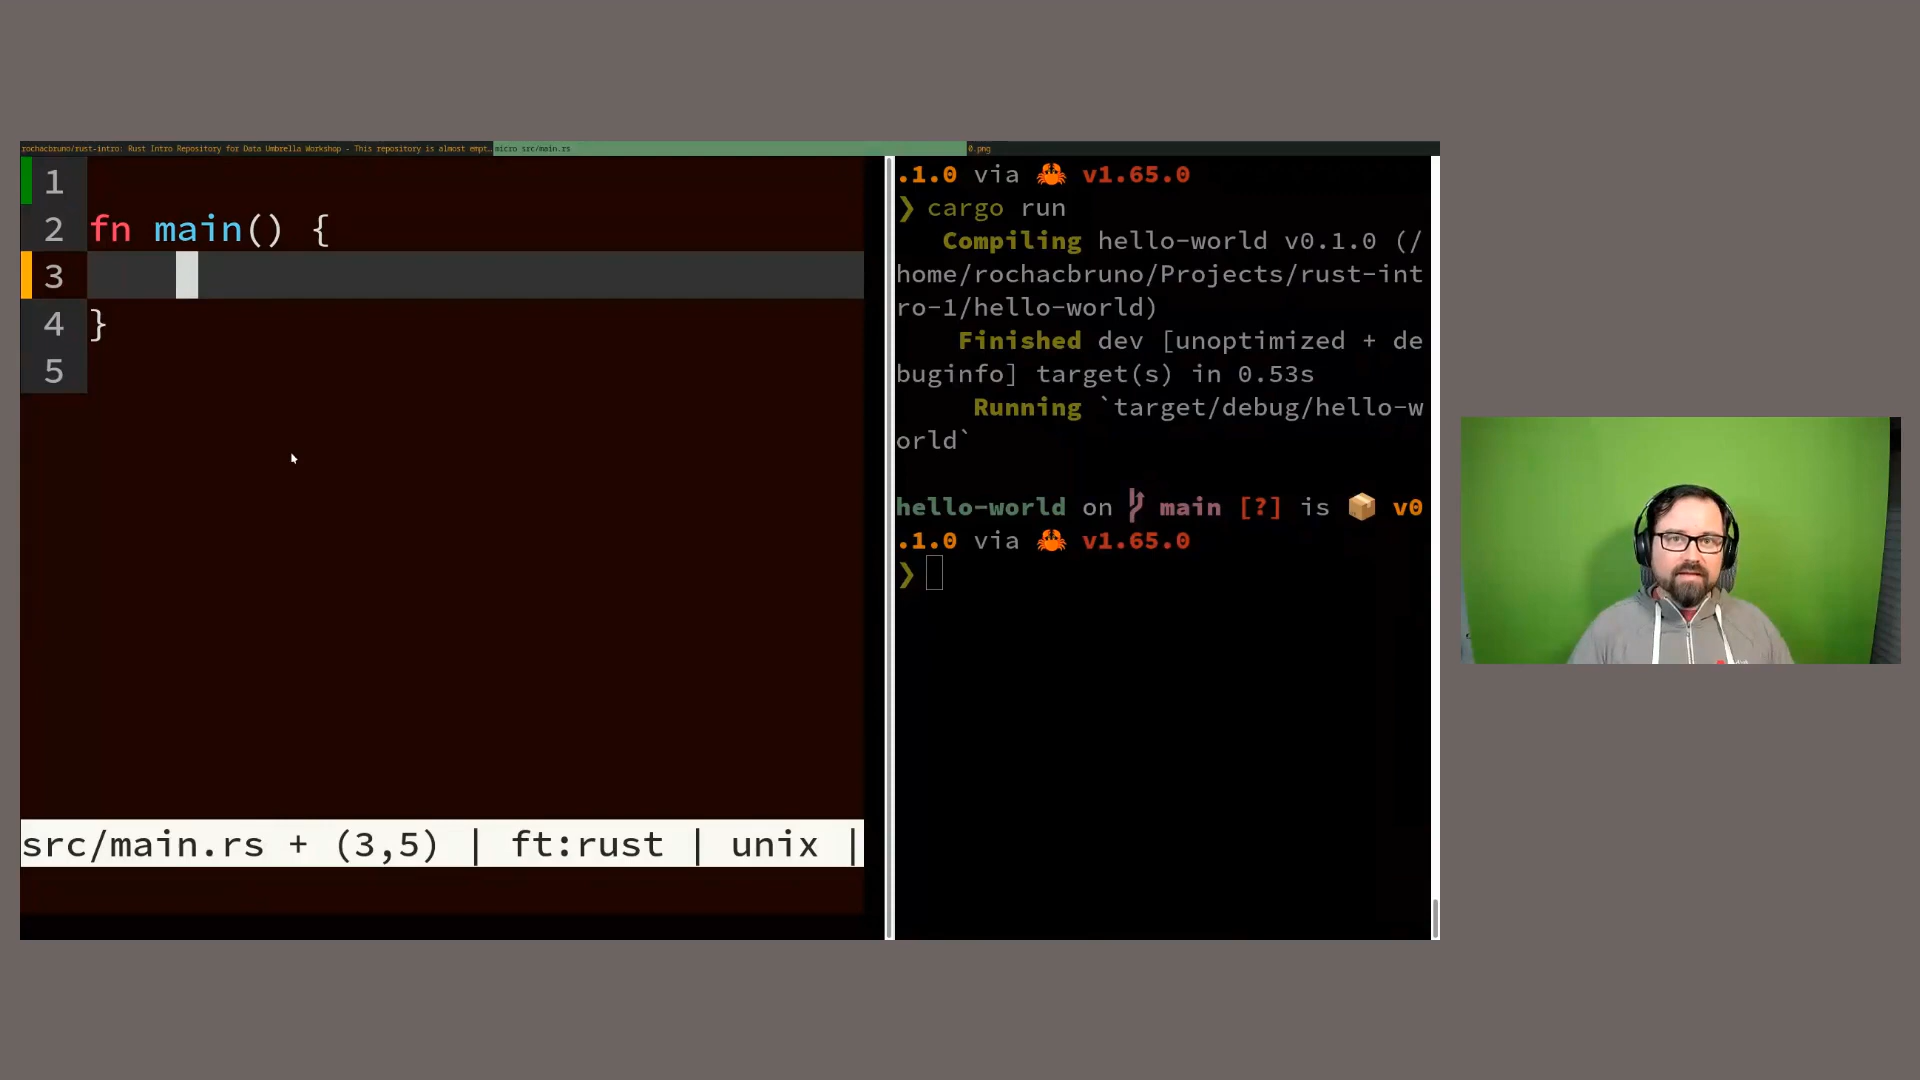 rochacbruno/rust-intro: Rust Intro Repository for Data Umbrella Workshop - This repository is almost empt...
micro src/main.rs
0.png
1
2 fn main() {
3
4 }
5
src/main.rs + (3,5) | ft:rust | unix |
.1.0 via 🦀 v1.65.0
❯ cargo run
Compiling hello-world v0.1.0 (/
home/rochacbruno/Projects/rust-int
ro-1/hello-world)
Finished dev [unoptimized + de
buginfo] target(s) in 0.53s
Running `target/debug/hello-w
orld`
hello-world on main [?] is 📦 v0
.1.0 via 🦀 v1.65.0
❯